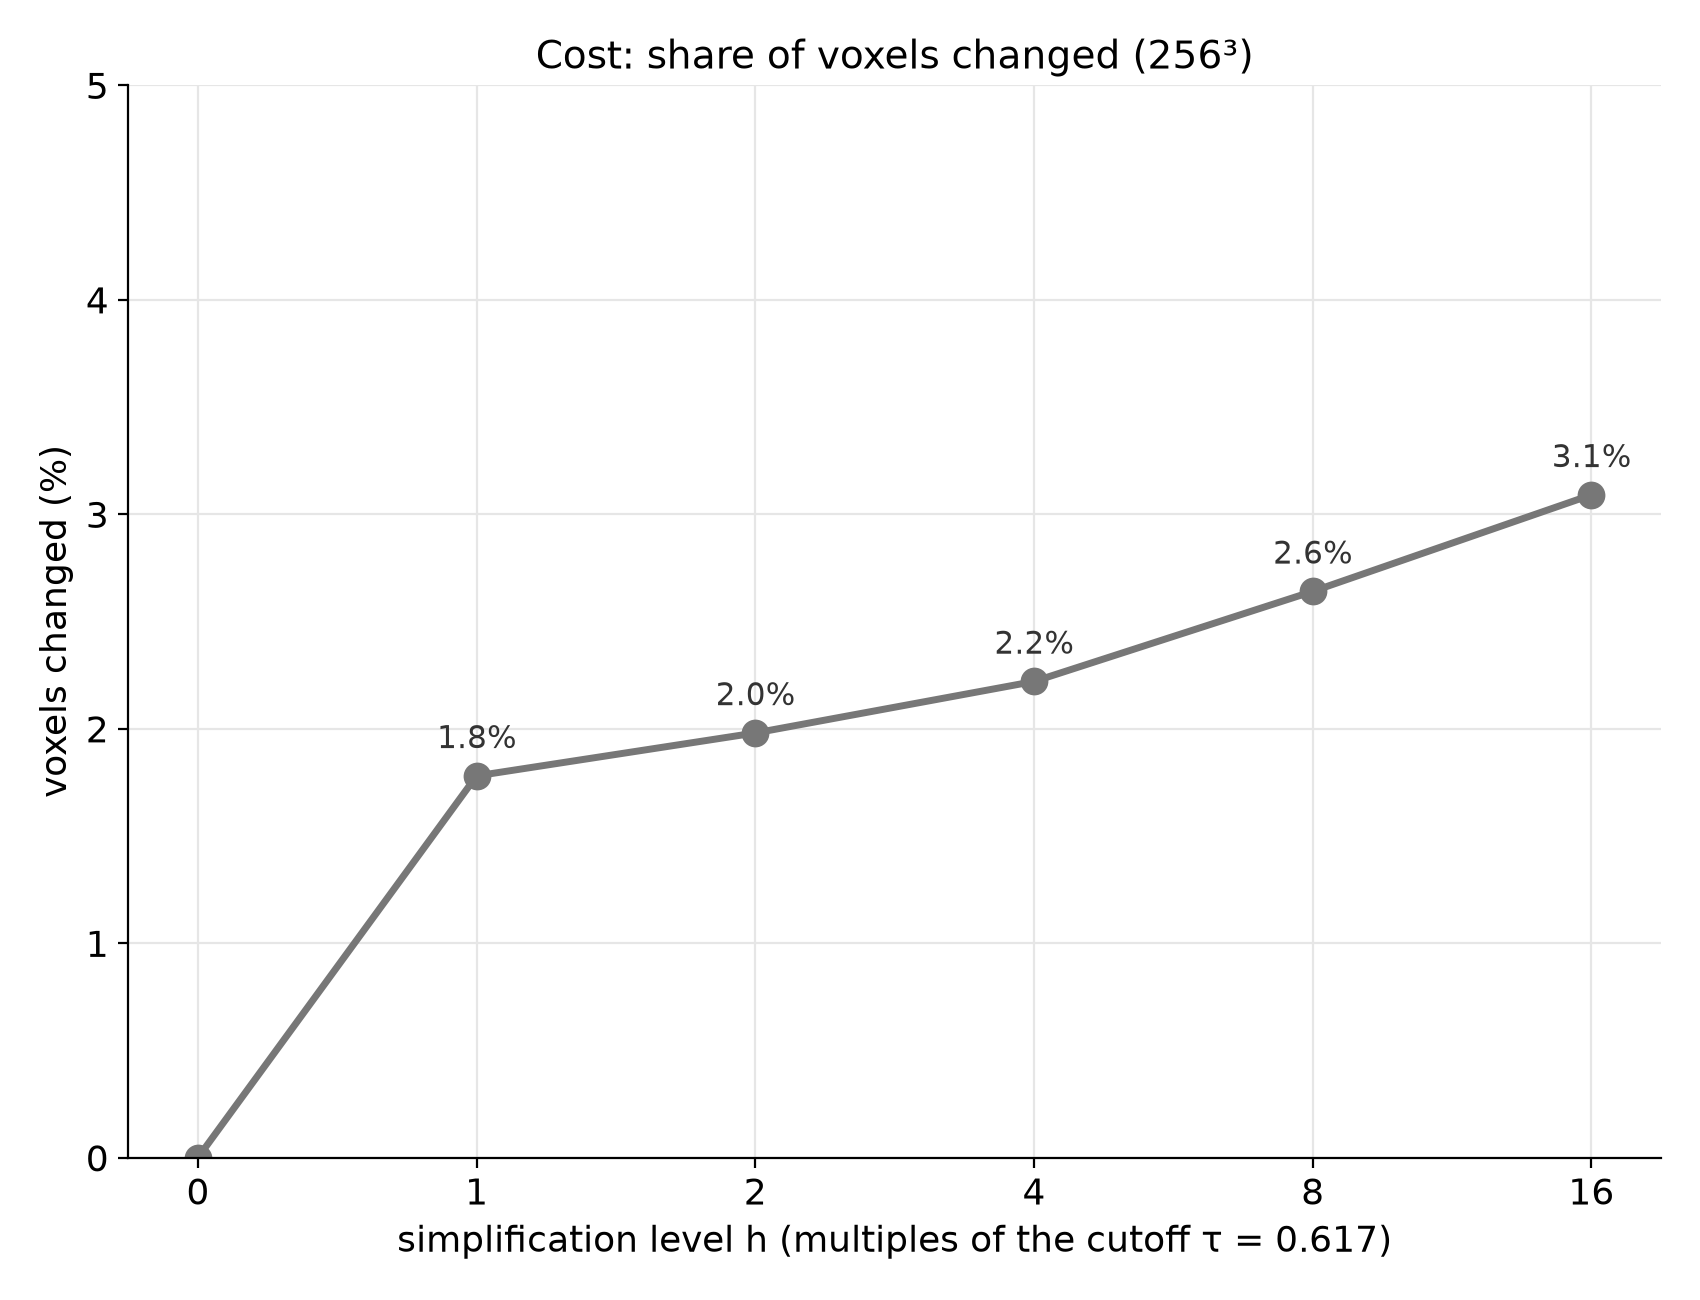 Cost: share of voxels changed (256³)
5
4
3
2
1
0
voxels changed (%)
1.8%
2.0%
2.2%
2.6%
3.1%
0 1 2 4 8 16
simplification level h (multiples of the cutoff τ = 0.617)